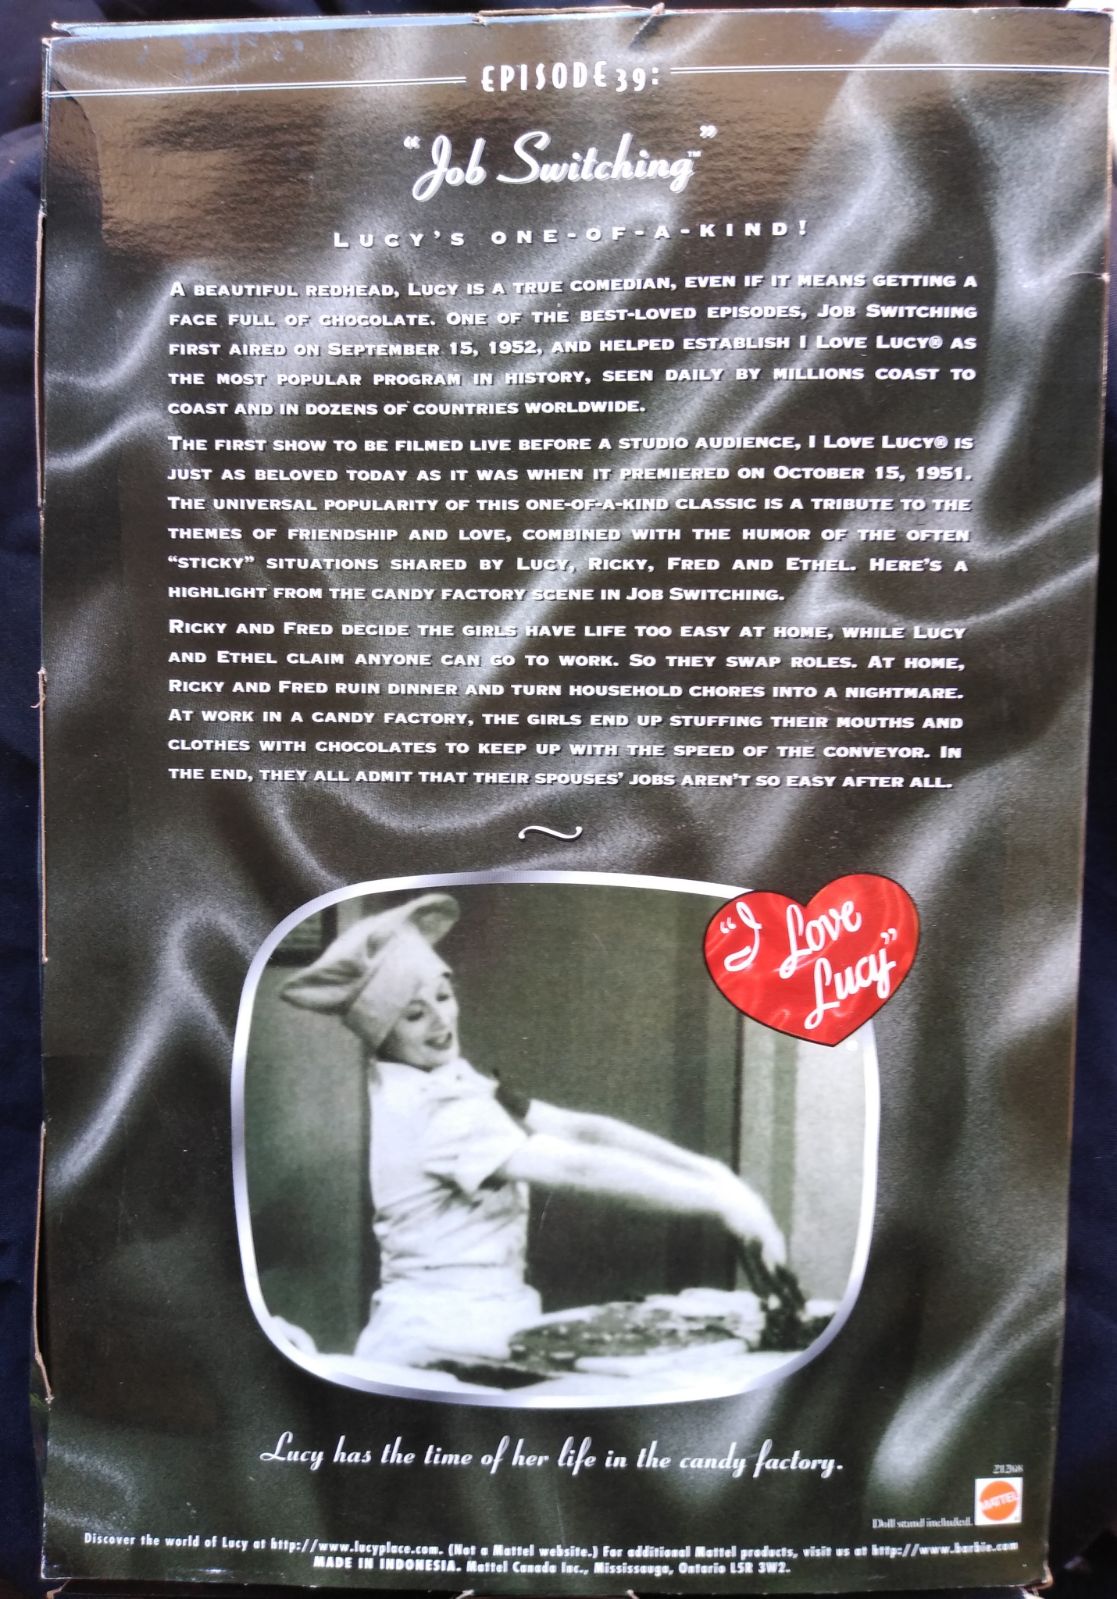 EPISODE 39:
"Job Switching™"
LUCY'S ONE-OF-A-KIND!
A BEAUTIFUL REDHEAD, LUCY IS A TRUE COMEDIAN, EVEN IF IT MEANS GETTING A
FACE FULL OF CHOCOLATE. ONE OF THE BEST-LOVED EPISODES, JOB SWITCHING
FIRST AIRED ON SEPTEMBER 15, 1952, AND HELPED ESTABLISH I LOVE LUCY® AS
THE MOST POPULAR PROGRAM IN HISTORY, SEEN DAILY BY MILLIONS COAST TO
COAST AND IN DOZENS OF COUNTRIES WORLDWIDE.
THE FIRST SHOW TO BE FILMED LIVE BEFORE A STUDIO AUDIENCE, I LOVE LUCY® IS
JUST AS BELOVED TODAY AS IT WAS WHEN IT PREMIERED ON OCTOBER 15, 1951.
THE UNIVERSAL POPULARITY OF THIS ONE-OF-A-KIND CLASSIC IS A TRIBUTE TO THE
THEMES OF FRIENDSHIP AND LOVE, COMBINED WITH THE HUMOR OF THE OFTEN
"STICKY" SITUATIONS SHARED BY LUCY, RICKY, FRED AND ETHEL. HERE'S A
HIGHLIGHT FROM THE CANDY FACTORY SCENE IN JOB SWITCHING.
RICKY AND FRED DECIDE THE GIRLS HAVE LIFE TOO EASY AT HOME, WHILE LUCY
AND ETHEL CLAIM ANYONE CAN GO TO WORK. SO THEY SWAP ROLES. AT HOME,
RICKY AND FRED RUIN DINNER AND TURN HOUSEHOLD CHORES INTO A NIGHTMARE.
AT WORK IN A CANDY FACTORY, THE GIRLS END UP STUFFING THEIR MOUTHS AND
CLOTHES WITH CHOCOLATES TO KEEP UP WITH THE SPEED OF THE CONVEYOR. IN
THE END, THEY ALL ADMIT THAT THEIR SPOUSES' JOBS AREN'T SO EASY AFTER ALL.
"I Love
Lucy"
Lucy has the time of her life in the candy factory.
21268
MATTEL
Doll stand included.
Discover the world of Lucy at http://www.lucyplace.com. (Not a Mattel website.) For additional Mattel products, visit us at http://www.barbie.com
MADE IN INDONESIA. Mattel Canada Inc., Mississauga, Ontario L5R 3W2.